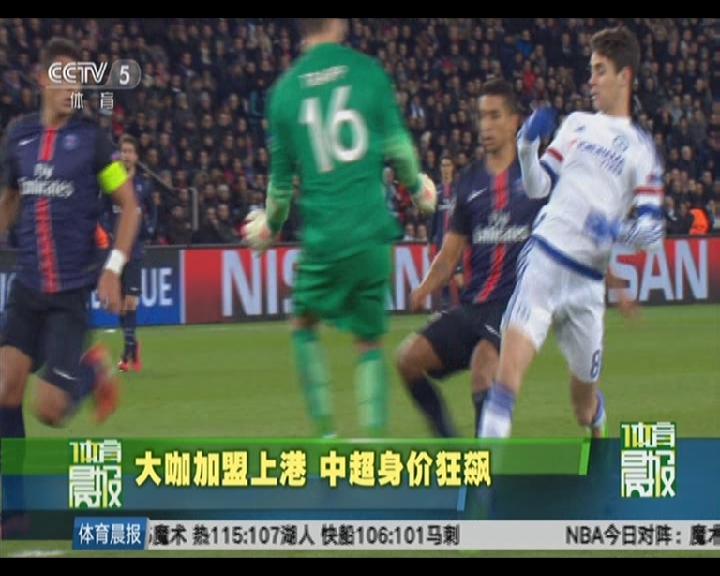 CCTV 5
体育
TRAPP
16
Fly
Emirates
Emirates
8
UE
NISSAN
SAN
体育晨报
大咖加盟上港 中超身价狂飙
体育晨报
体育晨报
魔术 热115:107湖人 快船106:101马刺
NBA今日对阵：魔术